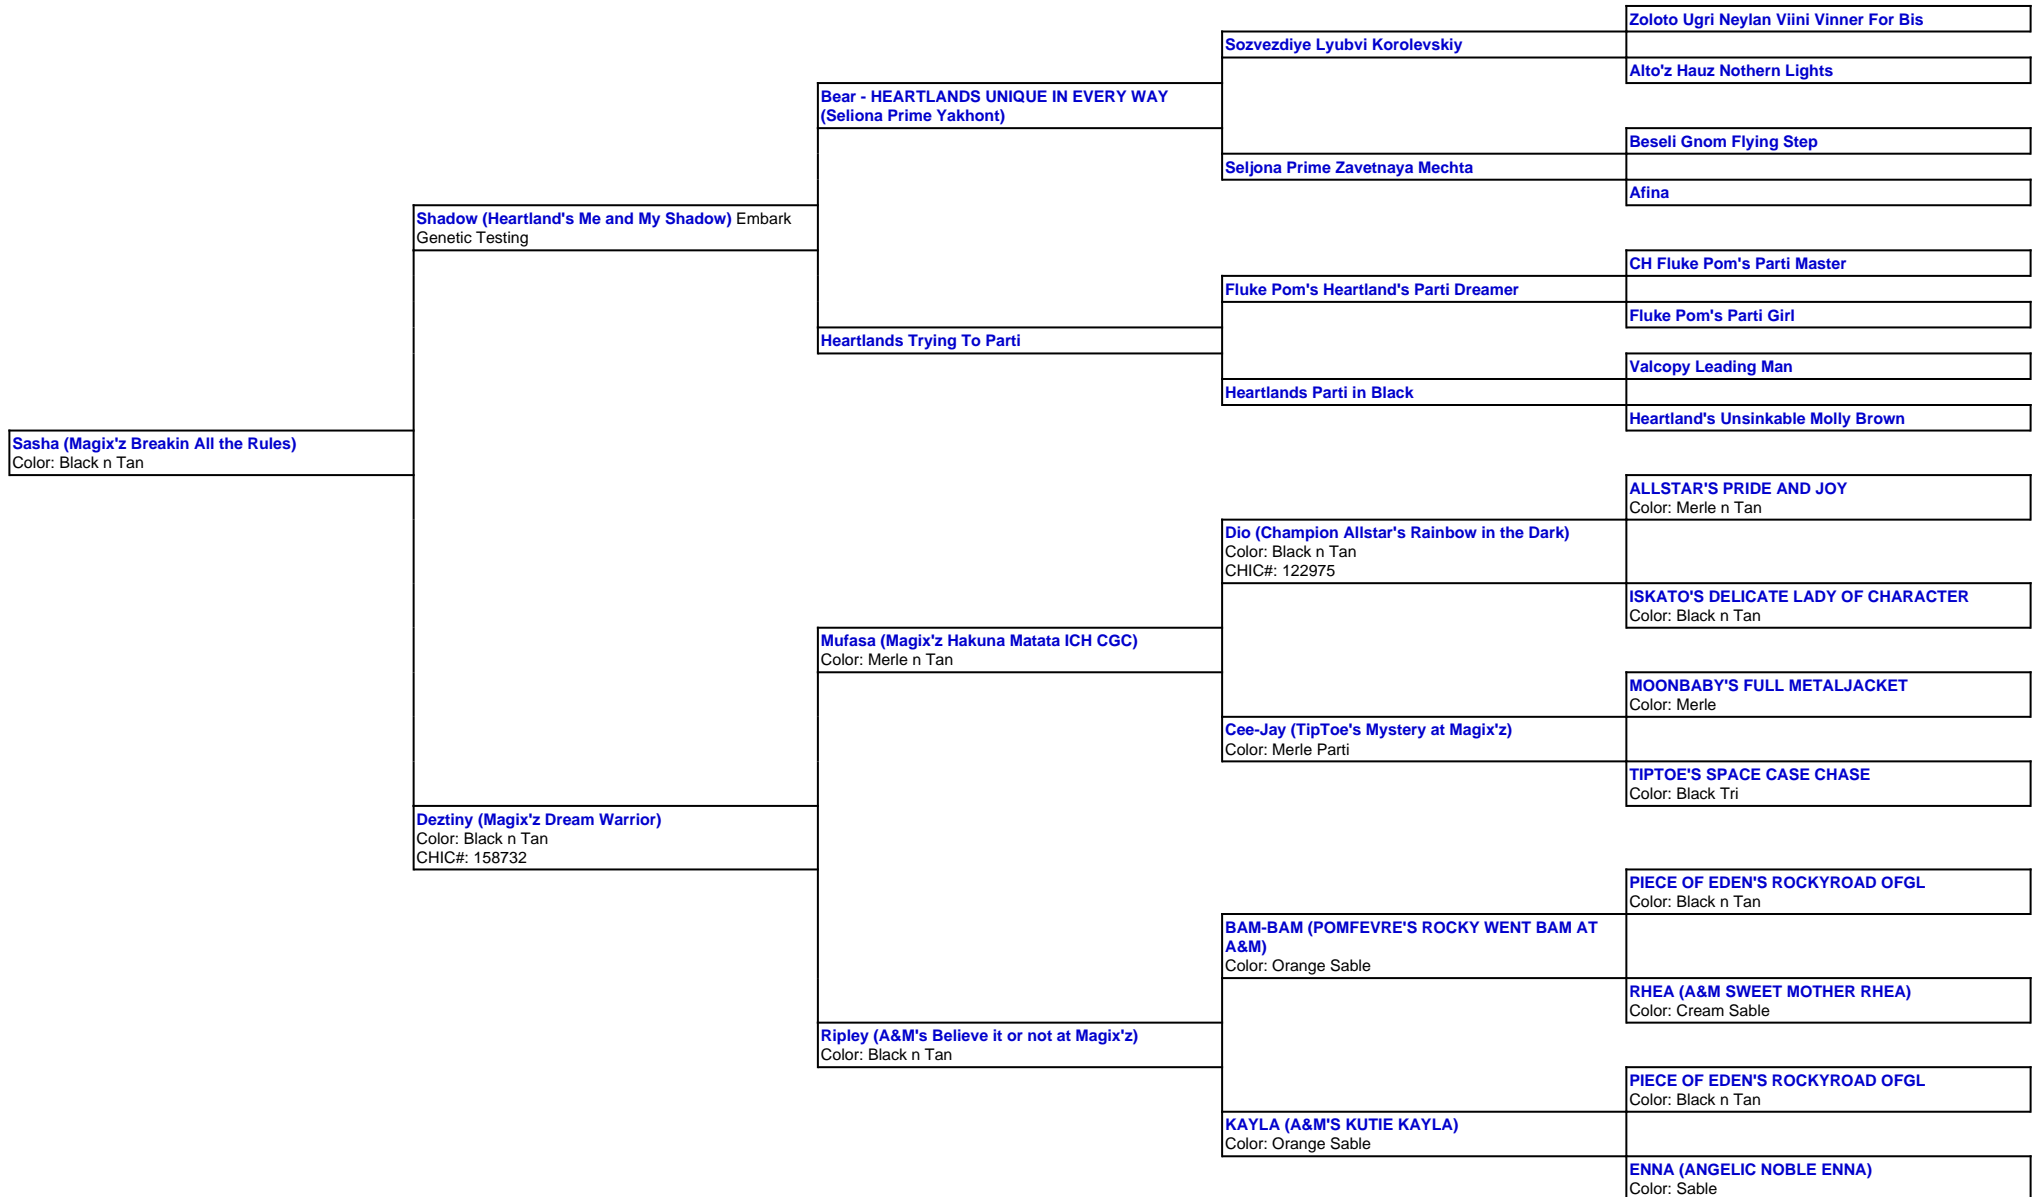 Zoloto Ugri Neylan Viini Vinner For Bis
Sozvezdiye Lyubvi Korolevskiy
Alto'z Hauz Nothern Lights
Bear - HEARTLANDS UNIQUE IN EVERY WAY
(Seliona Prime Yakhont)
Beseli Gnom Flying Step
Seljona Prime Zavetnaya Mechta
Afina
Shadow (Heartland's Me and My Shadow) Embark
Genetic Testing
CH Fluke Pom's Parti Master
Fluke Pom's Heartland's Parti Dreamer
Fluke Pom's Parti Girl
Heartlands Trying To Parti
Valcopy Leading Man
Heartlands Parti in Black
Heartland's Unsinkable Molly Brown
Sasha (Magix'z Breakin All the Rules)
Color: Black n Tan
ALLSTAR'S PRIDE AND JOY
Color: Merle n Tan
Dio (Champion Allstar's Rainbow in the Dark)
Color: Black n Tan
CHIC#: 122975
ISKATO'S DELICATE LADY OF CHARACTER
Color: Black n Tan
Mufasa (Magix'z Hakuna Matata ICH CGC)
Color: Merle n Tan
MOONBABY'S FULL METALJACKET
Color: Merle
Cee-Jay (TipToe's Mystery at Magix'z)
Color: Merle Parti
TIPTOE'S SPACE CASE CHASE
Color: Black Tri
Deztiny (Magix'z Dream Warrior)
Color: Black n Tan
CHIC#: 158732
PIECE OF EDEN'S ROCKYROAD OFGL
Color: Black n Tan
BAM-BAM (POMFEVRE'S ROCKY WENT BAM AT
A&M)
Color: Orange Sable
RHEA (A&M SWEET MOTHER RHEA)
Color: Cream Sable
Ripley (A&M's Believe it or not at Magix'z)
Color: Black n Tan
PIECE OF EDEN'S ROCKYROAD OFGL
Color: Black n Tan
KAYLA (A&M'S KUTIE KAYLA)
Color: Orange Sable
ENNA (ANGELIC NOBLE ENNA)
Color: Sable